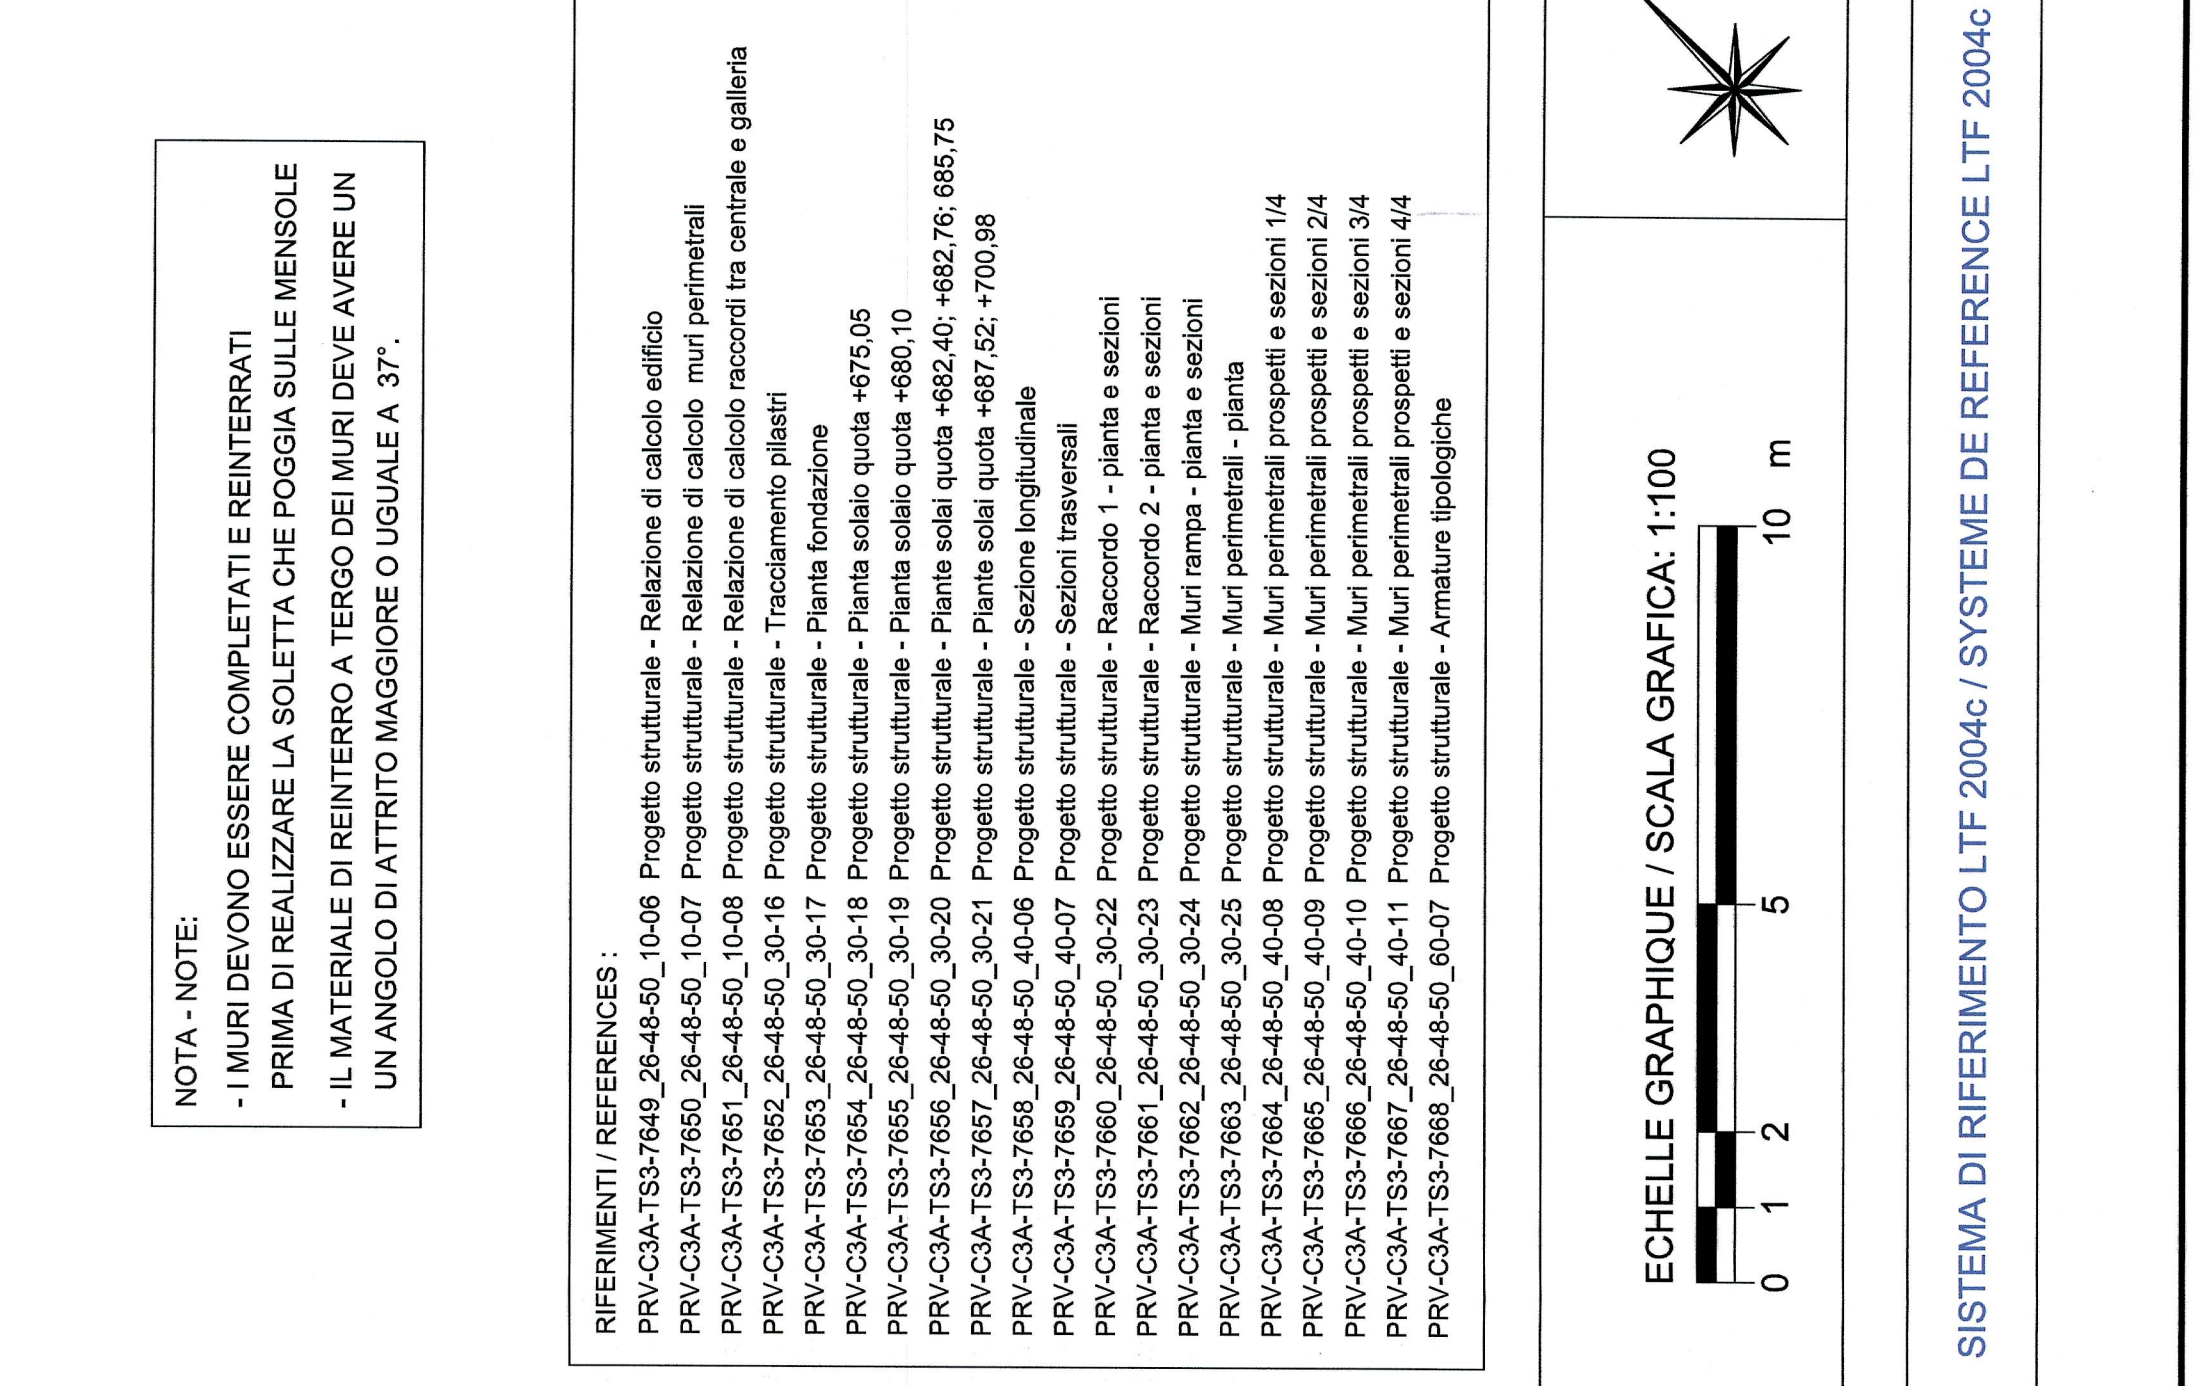 NOTA - NOTE:
- I MURI DEVONO ESSERE COMPLETATI E REINTERRATI
PRIMA DI REALIZZARE LA SOLETTA CHE POGGIA SULLE MENSOLE
- IL MATERIALE DI REINTERRO A TERGO DEI MURI DEVE AVERE UN
UN ANGOLO DI ATTRITO MAGGIORE O UGUALE A 37°.
RIFERIMENTI / REFERENCES :
PRV-C3A-TS3-7649_26-48-50_10-06 Progetto strutturale - Relazione di calcolo edificio
PRV-C3A-TS3-7650_26-48-50_10-07 Progetto strutturale - Relazione di calcolo muri perimetrali
PRV-C3A-TS3-7651_26-48-50_10-08 Progetto strutturale - Relazione di calcolo raccordi tra centrale e galleria
PRV-C3A-TS3-7652_26-48-50_30-16 Progetto strutturale - Tracciamento pilastri
PRV-C3A-TS3-7653_26-48-50_30-17 Progetto strutturale - Pianta fondazione
PRV-C3A-TS3-7654_26-48-50_30-18 Progetto strutturale - Pianta solaio quota +675,05
PRV-C3A-TS3-7655_26-48-50_30-19 Progetto strutturale - Pianta solaio quota +680,10
PRV-C3A-TS3-7656_26-48-50_30-20 Progetto strutturale - Piante solai quota +682,40; +682,76; 685,75
PRV-C3A-TS3-7657_26-48-50_30-21 Progetto strutturale - Piante solai quota +687,52; +700,98
PRV-C3A-TS3-7658_26-48-50_40-06 Progetto strutturale - Sezione longitudinale
PRV-C3A-TS3-7659_26-48-50_40-07 Progetto strutturale - Sezioni trasversali
PRV-C3A-TS3-7660_26-48-50_30-22 Progetto strutturale - Raccordo 1 - pianta e sezioni
PRV-C3A-TS3-7661_26-48-50_30-23 Progetto strutturale - Raccordo 2 - pianta e sezioni
PRV-C3A-TS3-7662_26-48-50_30-24 Progetto strutturale - Muri rampa - pianta e sezioni
PRV-C3A-TS3-7663_26-48-50_30-25 Progetto strutturale - Muri perimetrali - pianta
PRV-C3A-TS3-7664_26-48-50_40-08 Progetto strutturale - Muri perimetrali prospetti e sezioni 1/4
PRV-C3A-TS3-7665_26-48-50_40-09 Progetto strutturale - Muri perimetrali prospetti e sezioni 2/4
PRV-C3A-TS3-7666_26-48-50_40-10 Progetto strutturale - Muri perimetrali prospetti e sezioni 3/4
PRV-C3A-TS3-7667_26-48-50_40-11 Progetto strutturale - Muri perimetrali prospetti e sezioni 4/4
PRV-C3A-TS3-7668_26-48-50_60-07 Progetto strutturale - Armature tipologiche
ECHELLE GRAPHIQUE / SCALA GRAFICA: 1:100
0 1 2 5 10 m
SISTEMA DI RIFERIMENTO LTF 2004c / SYSTEME DE REFERENCE LTF 2004c